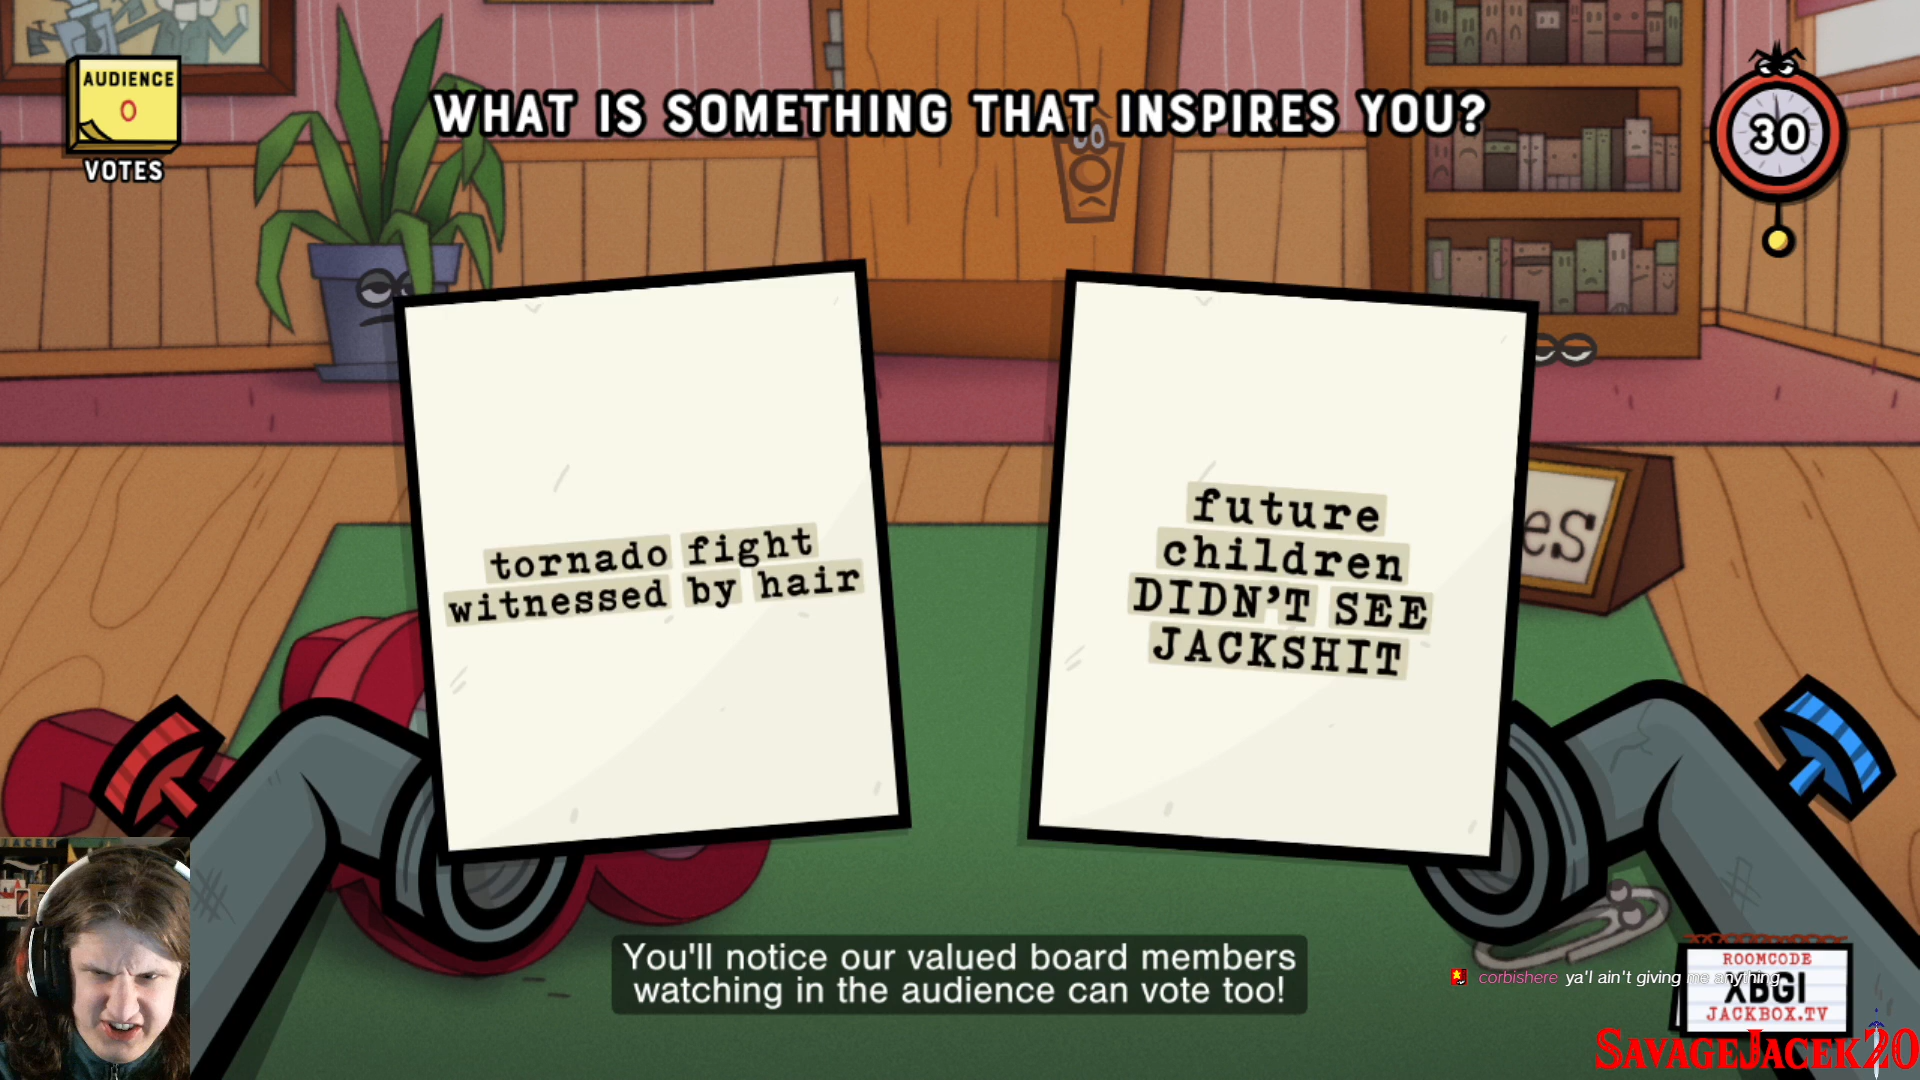 AUDIENCE
0
VOTES
WHAT IS SOMETHING THAT INSPIRES YOU?
30
tornado fight
witnessed by hair
future
children
DIDN'T SEE
JACKSHIT
es
You'll notice our valued board members
watching in the audience can vote too!
corbishere ya'l ain't giving me anything
ROOMCODE
XBGI
JACKBOX.TV
SAVAGEJACEK20